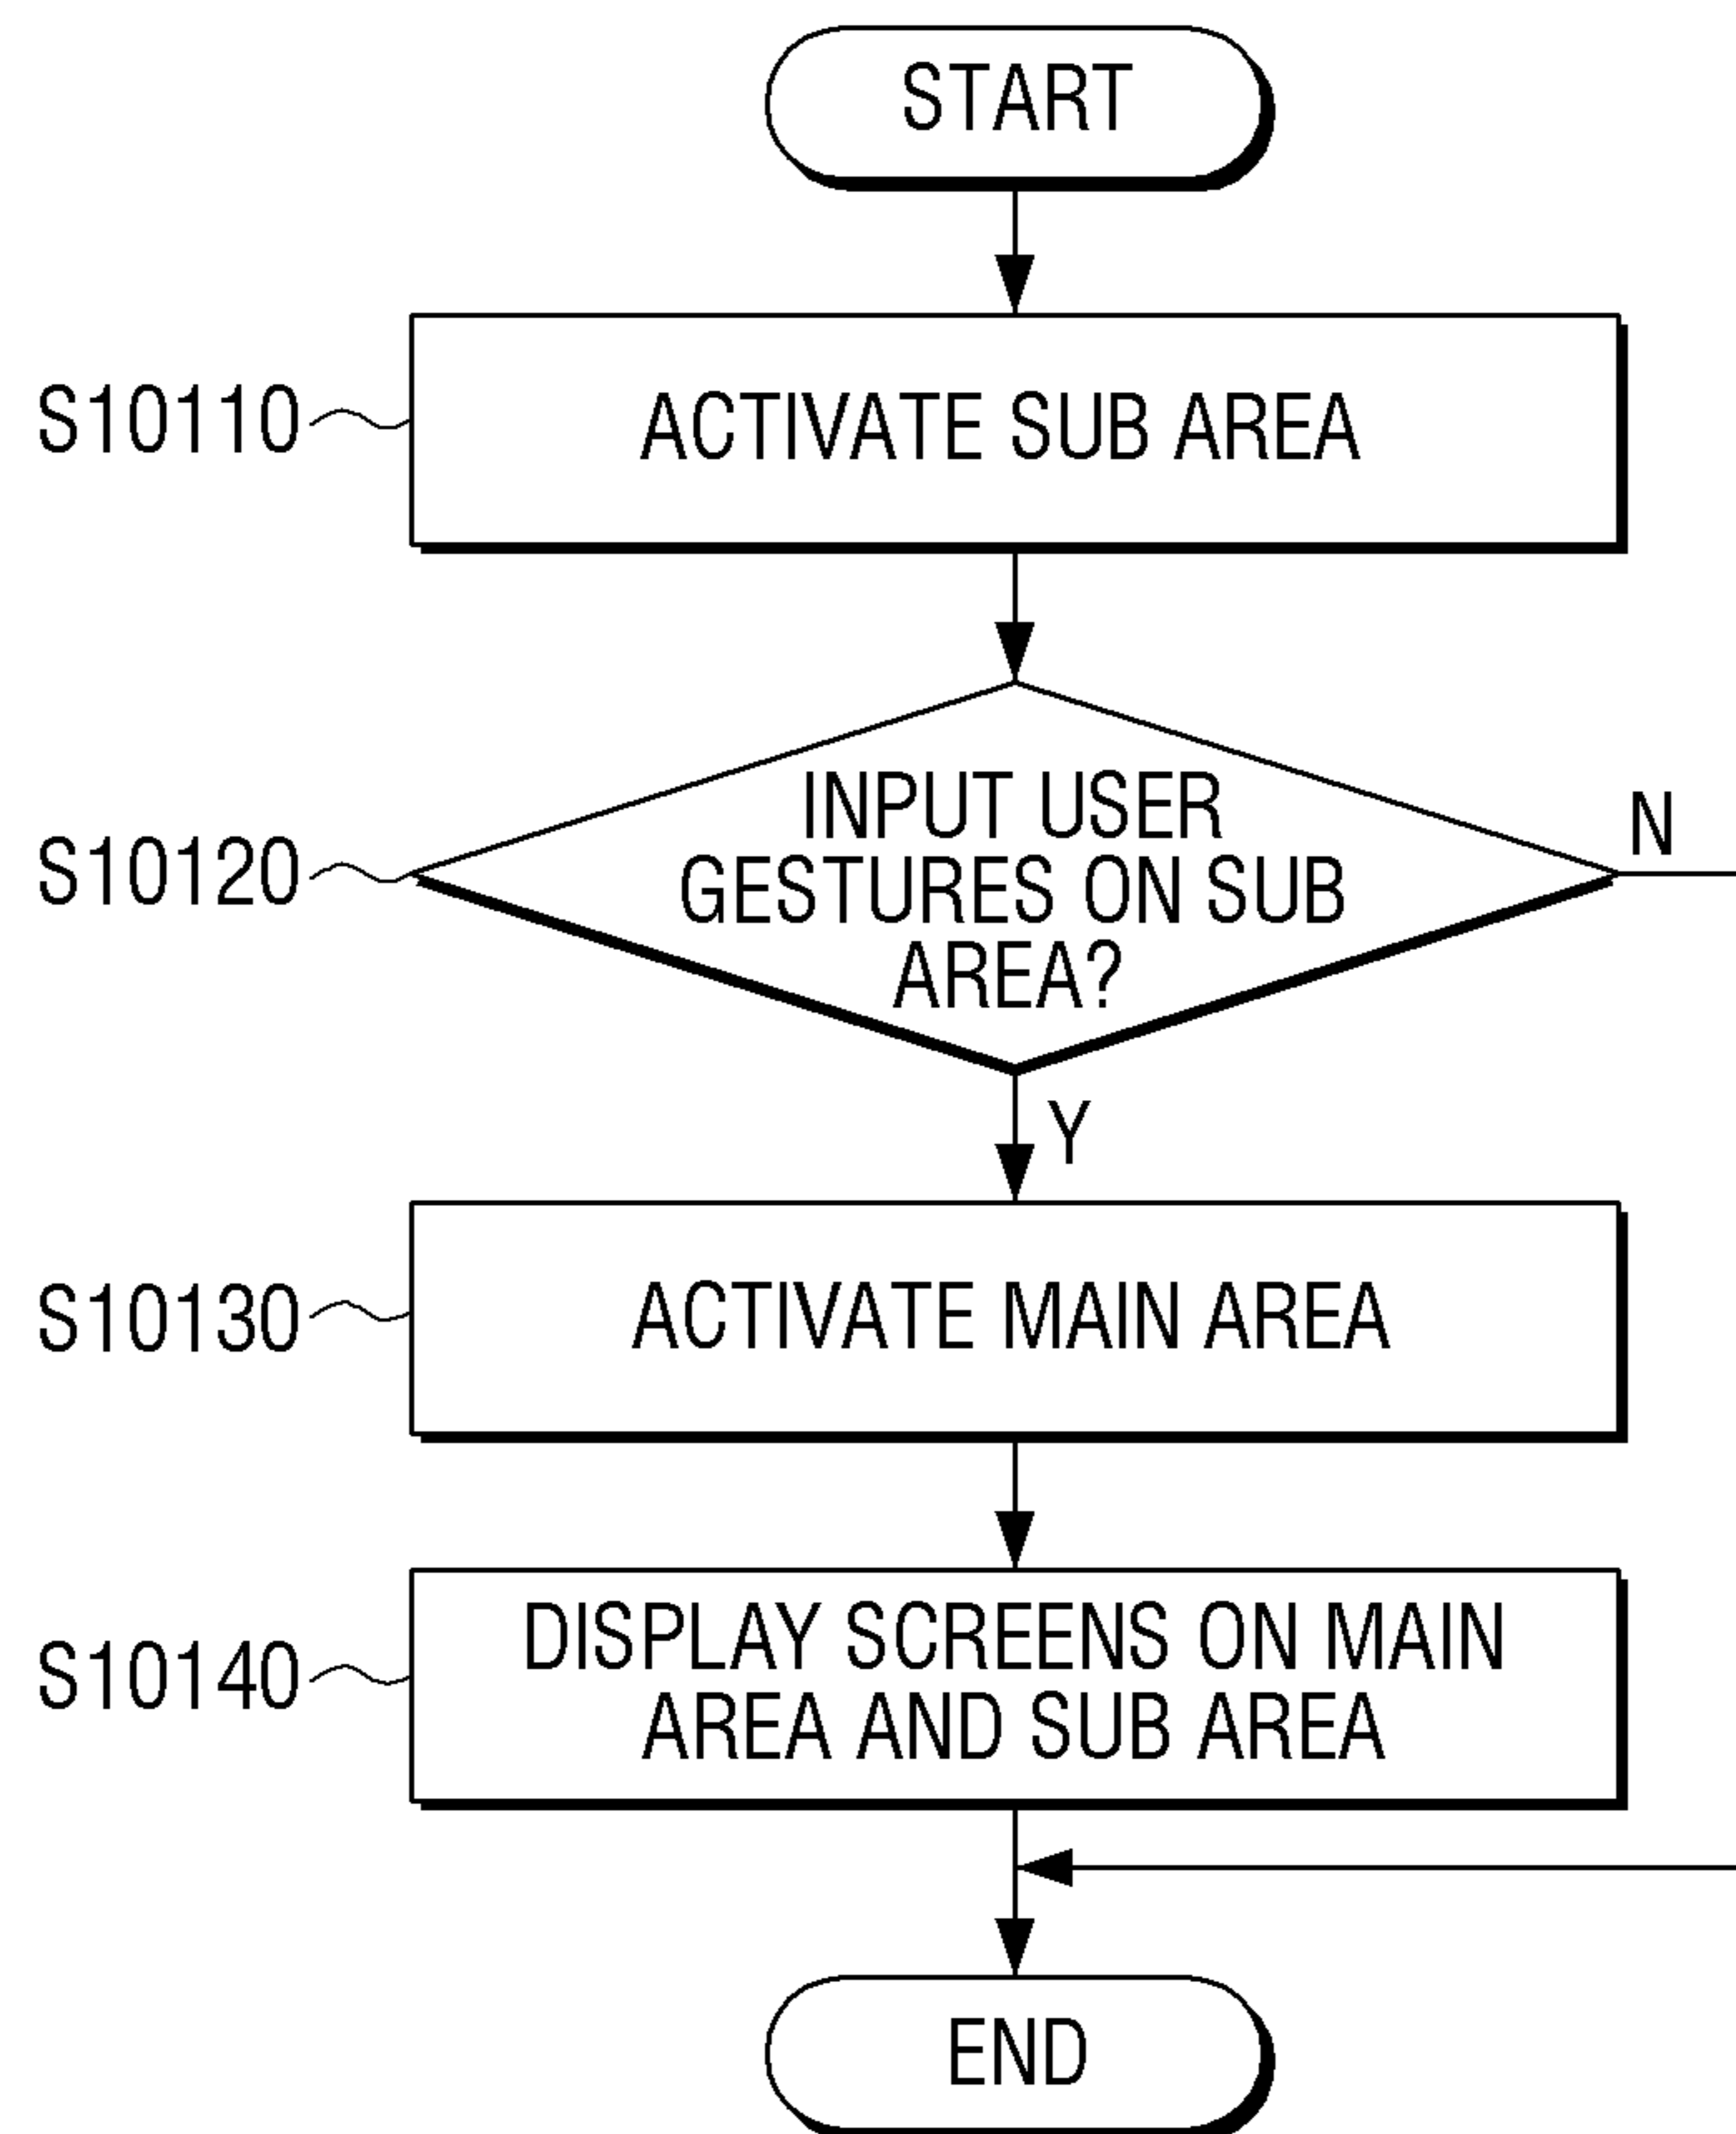 START
S10110
ACTIVATE SUB AREA
S10120
INPUT USER
GESTURES ON SUB
AREA?
N
Y
S10130
ACTIVATE MAIN AREA
S10140
DISPLAY SCREENS ON MAIN
AREA AND SUB AREA
END